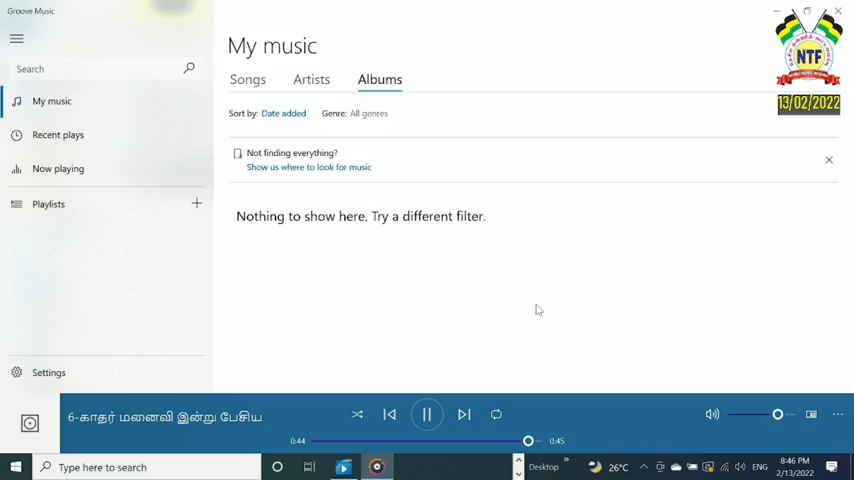 Groove Music
Search
My music
Recent plays
Now playing
Playlists
Settings
My music
Songs
Artists
Albums
Sort by: Date added
Genre: All genres
Not finding everything?
Show us where to look for music
Nothing to show here. Try a different filter.
NTF
13/02/2022
6-காதர் மனைவி இன்று பேசிய
0:44
0:45
Type here to search
Desktop
26°C
ENG
8:46 PM
2/13/2022